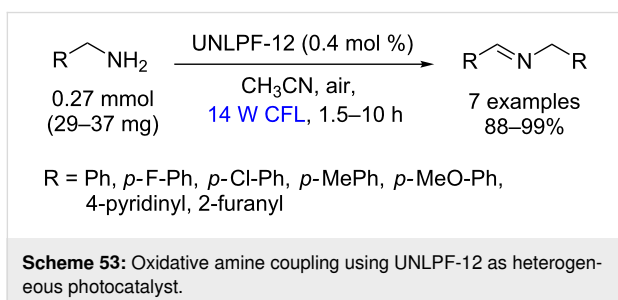 UNLPF-12 (0.4 mol %)
R NH₂
CH₃CN, air,
14 W CFL, 1.5–10 h
0.27 mmol
(29–37 mg)
R N R
7 examples
88–99%
R = Ph, p-F-Ph, p-Cl-Ph, p-MePh, p-MeO-Ph,
4-pyridinyl, 2-furanyl
Scheme 53: Oxidative amine coupling using UNLPF-12 as heterogen-
eous photocatalyst.